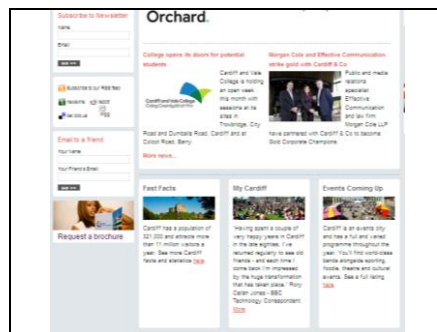 Subscribe to Newsletter
Name:
Email:
Orchard.
College opens its doors for potential
students
Cardiff and Vale
College is holding
an open week
this month with
sessions at its
sites in
Trowbridge, City
Road and Dumballs Road, Cardiff and at
Colcot Road, Barry.
More news...
Morgan Cole and Effective Communication
strike gold with Cardiff & Co
Public and media
relations
specialist
Effective
Communication
and law firm
Morgan Cole LLP
have partnered with Cardiff & Co to become
Gold Corporate Champions.
Subscribe to our RSS feed
Email to a friend
Your Name:
Your Friend's Email:
Request a brochure
Fast Facts
Cardiff has a population of
321,000 and attracts more
than 11 million visitors a
year. See more Cardiff
facts and statistics here
My Cardiff
'Having spent a couple of
very happy years in Cardiff
in the late eighties, I've
returned regularly to see old
friends - and each time I
come back I'm impressed
by the huge transformation
that has taken place.' Rory
Cellan Jones - BBC
Technology Correspondent
More
Events Coming Up
Cardiff is an events city
and has a full and varied
programme throughout the
year. You'll find world-class
bands alongside sporting,
foodie, theatre and cultural
events. See a full listing
here